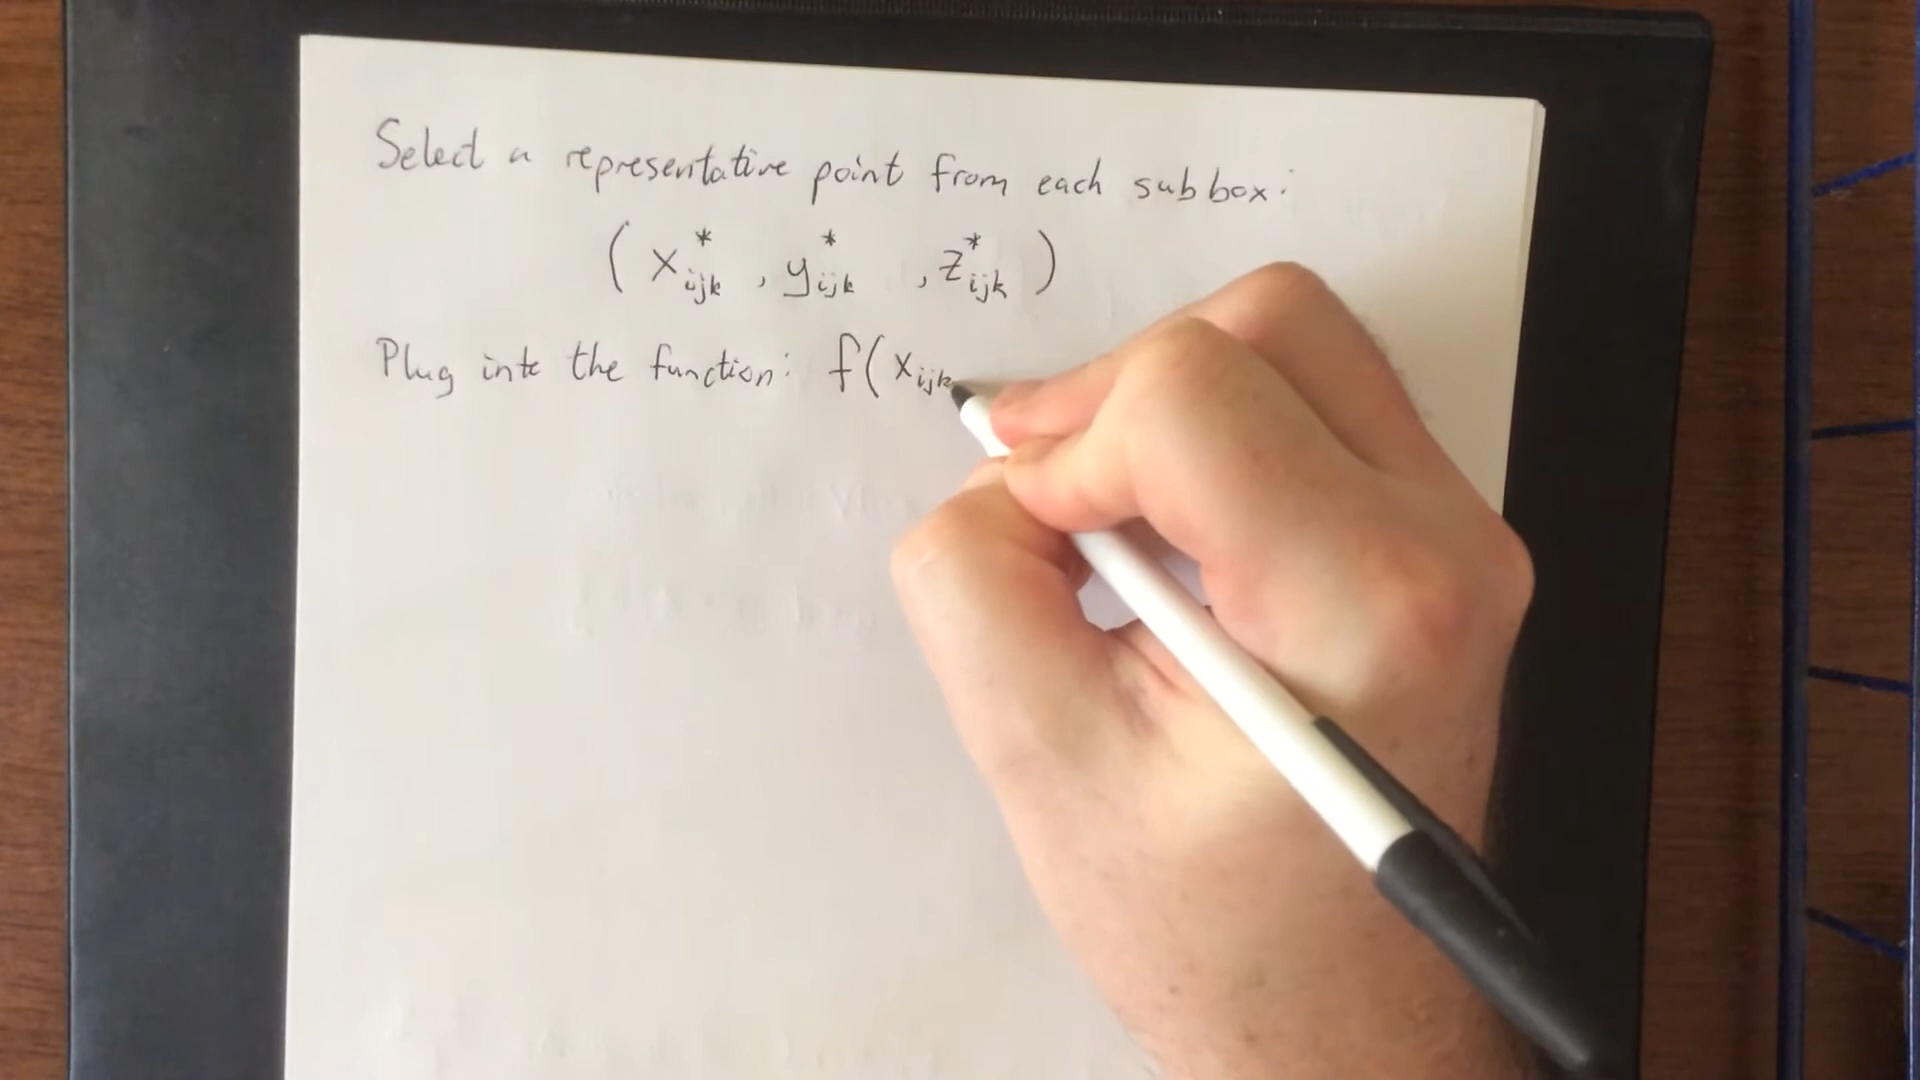 Select a representative point from each subbox:
( x*ijk , y*ijk , z*ijk )
Plug into the function: f( xijk